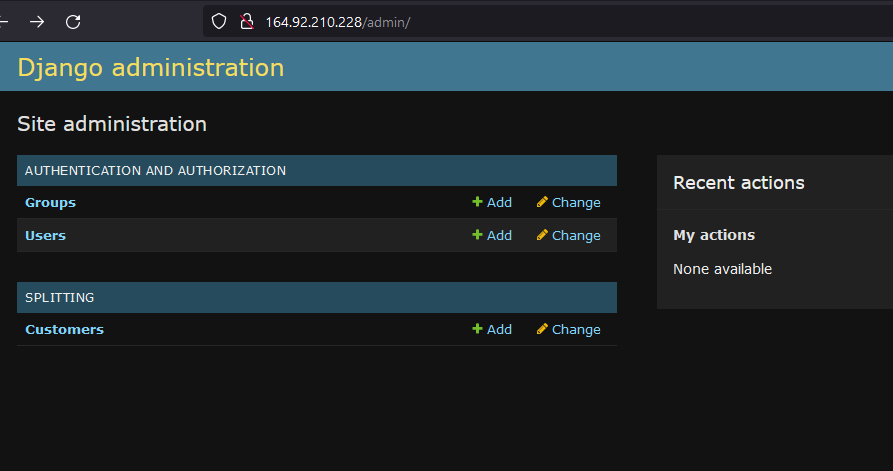 164.92.210.228/admin/
Django administration
Site administration
AUTHENTICATION AND AUTHORIZATION
Groups Add Change
Users Add Change
SPLITTING
Customers Add Change
Recent actions
My actions
None available